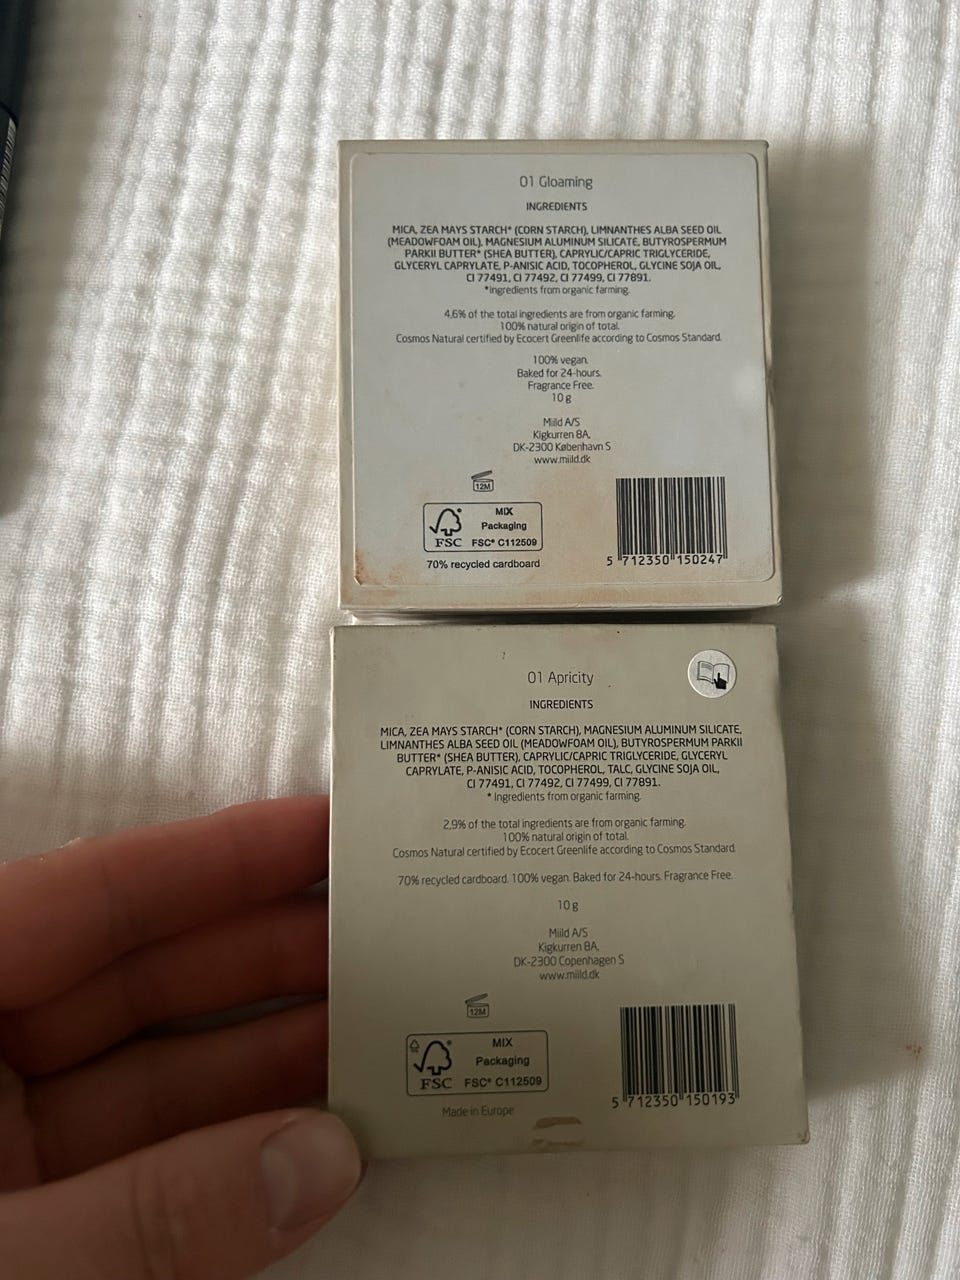 01 Gloaming
INGREDIENTS
MICA, ZEA MAYS STARCH* (CORN STARCH), LIMNANTHES ALBA SEED OIL
(MEADOWFOAM OIL), MAGNESIUM ALUMINUM SILICATE, BUTYROSPERMUM
PARKII BUTTER* (SHEA BUTTER), CAPRYLIC/CAPRIC TRIGLYCERIDE,
GLYCERYL CAPRYLATE, P-ANISIC ACID, TOCOPHEROL, GLYCINE SOJA OIL,
CI 77491, CI 77492, CI 77499, CI 77891.
*Ingredients from organic farming.
4,6% of the total ingredients are from organic farming.
100% natural origin of total.
Cosmos Natural certified by Ecocert Greenlife according to Cosmos Standard.
100% vegan.
Baked for 24-hours.
Fragrance Free.
10 g
Miild A/S
Kigkurren 8A,
DK-2300 København S
www.miild.dk
12M
MIX
Packaging
FSC FSC® C112509
70% recycled cardboard
5 712350 150247
01 Apricity
INGREDIENTS
MICA, ZEA MAYS STARCH* (CORN STARCH), MAGNESIUM ALUMINUM SILICATE,
LIMNANTHES ALBA SEED OIL (MEADOWFOAM OIL), BUTYROSPERMUM PARKII
BUTTER* (SHEA BUTTER), CAPRYLIC/CAPRIC TRIGLYCERIDE, GLYCERYL
CAPRYLATE, P-ANISIC ACID, TOCOPHEROL, TALC, GLYCINE SOJA OIL,
CI 77491, CI 77492, CI 77499, CI 77891.
* Ingredients from organic farming.
2,9% of the total ingredients are from organic farming.
100% natural origin of total.
Cosmos Natural certified by Ecocert Greenlife according to Cosmos Standard.
70% recycled cardboard. 100% vegan. Baked for 24-hours. Fragrance Free.
10 g
Miild A/S
Kigkurren 8A,
DK-2300 Copenhagen S
www.miild.dk
12M
MIX
Packaging
FSC FSC® C112509
Made in Europe
5 712350 150193